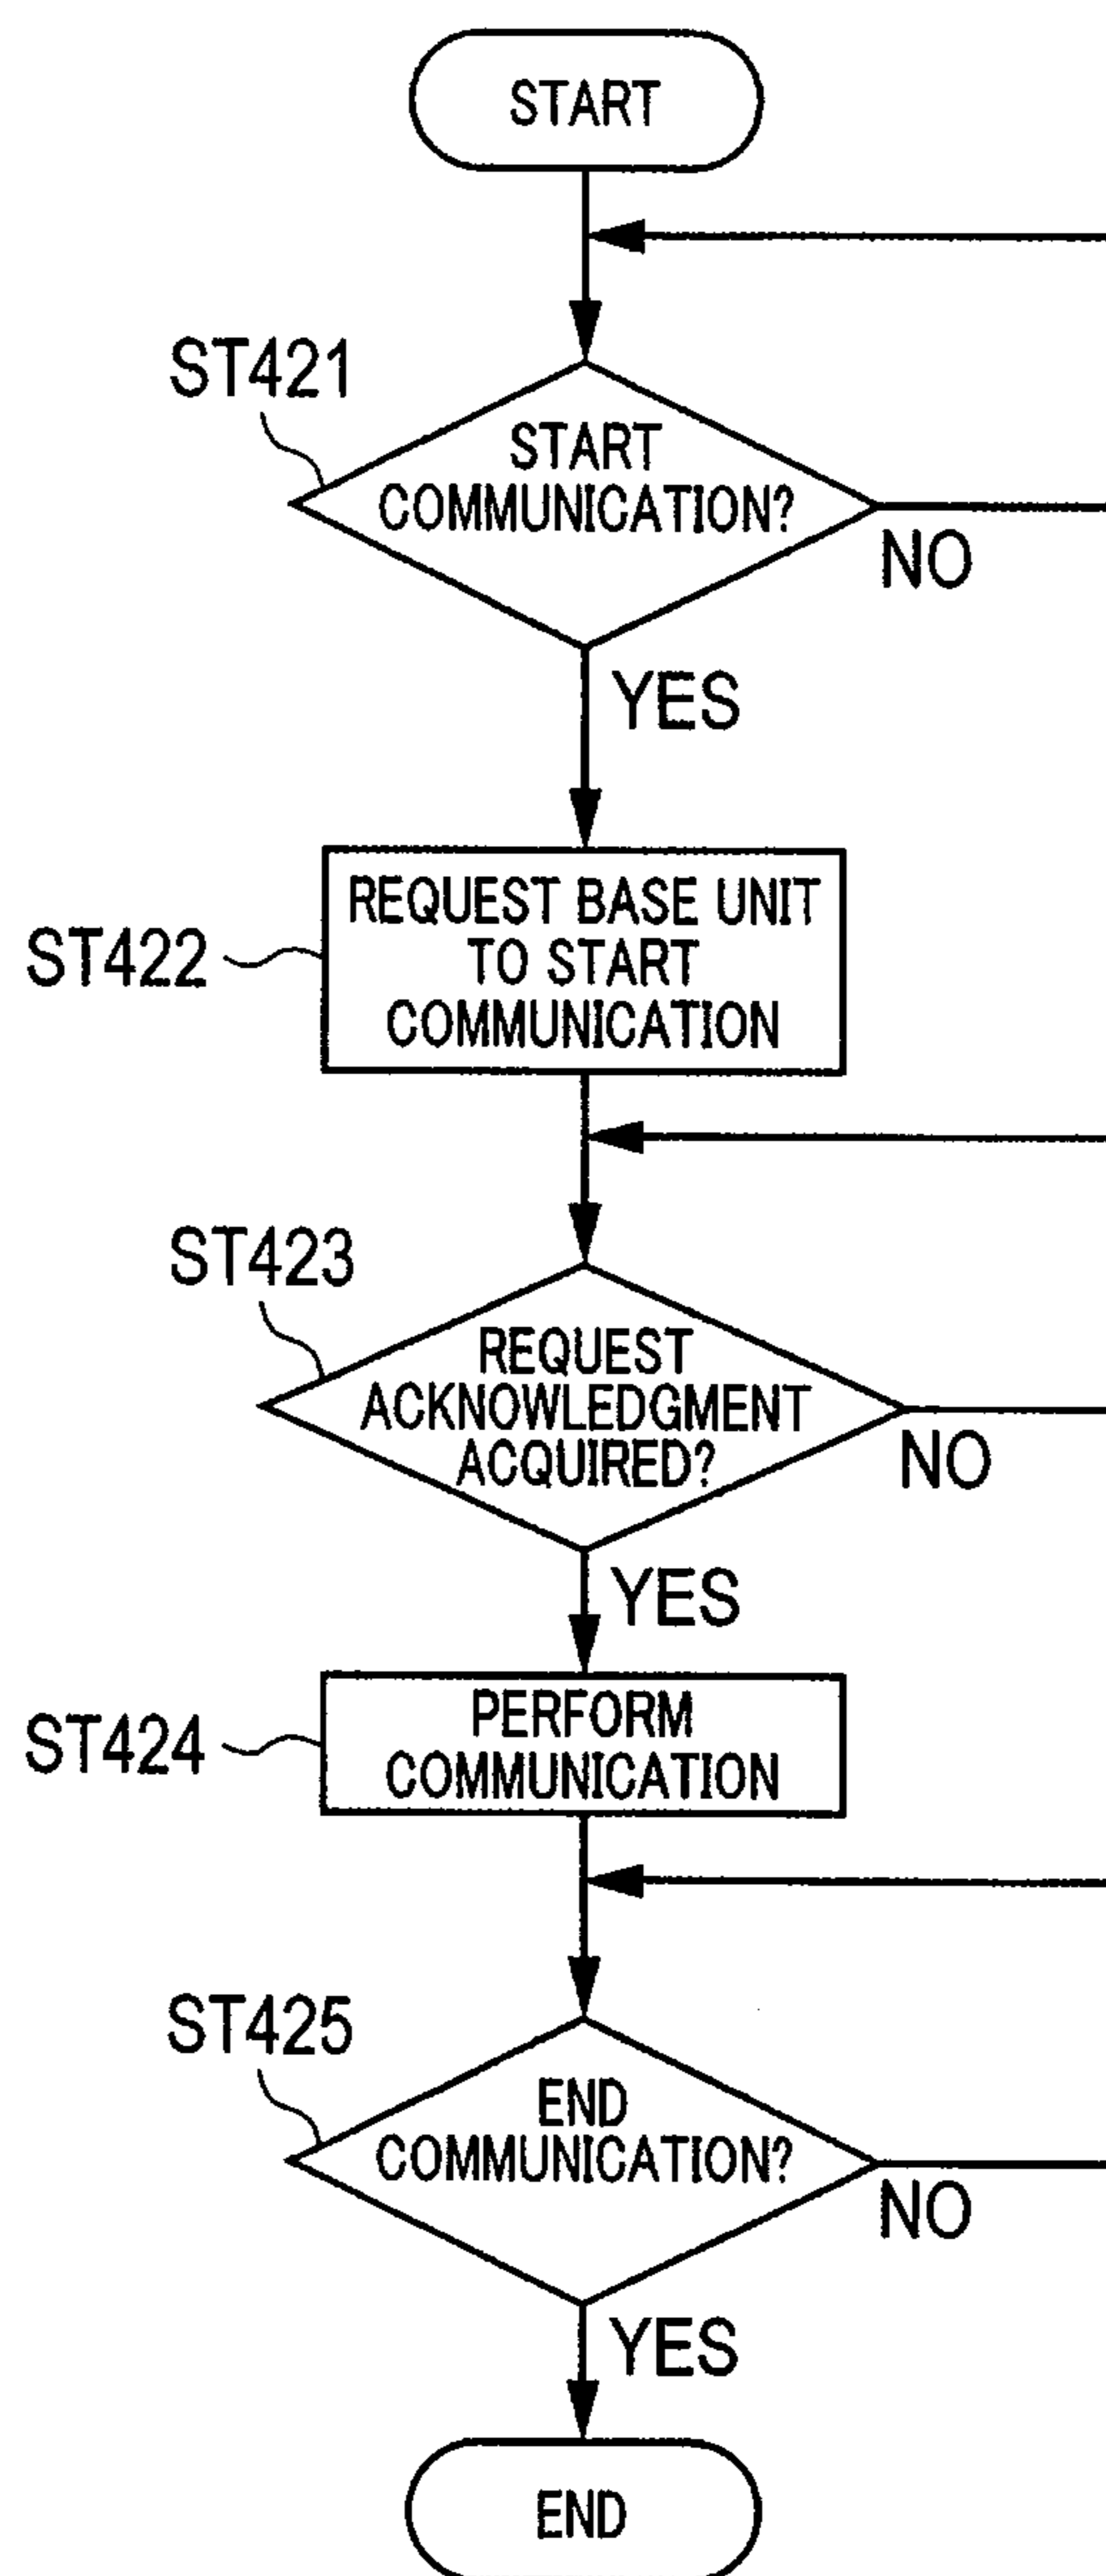 START
ST421
START
COMMUNICATION?
NO
YES
ST422
REQUEST BASE UNIT
TO START
COMMUNICATION
ST423
REQUEST
ACKNOWLEDGMENT
ACQUIRED?
NO
YES
ST424
PERFORM
COMMUNICATION
ST425
END
COMMUNICATION?
NO
YES
END